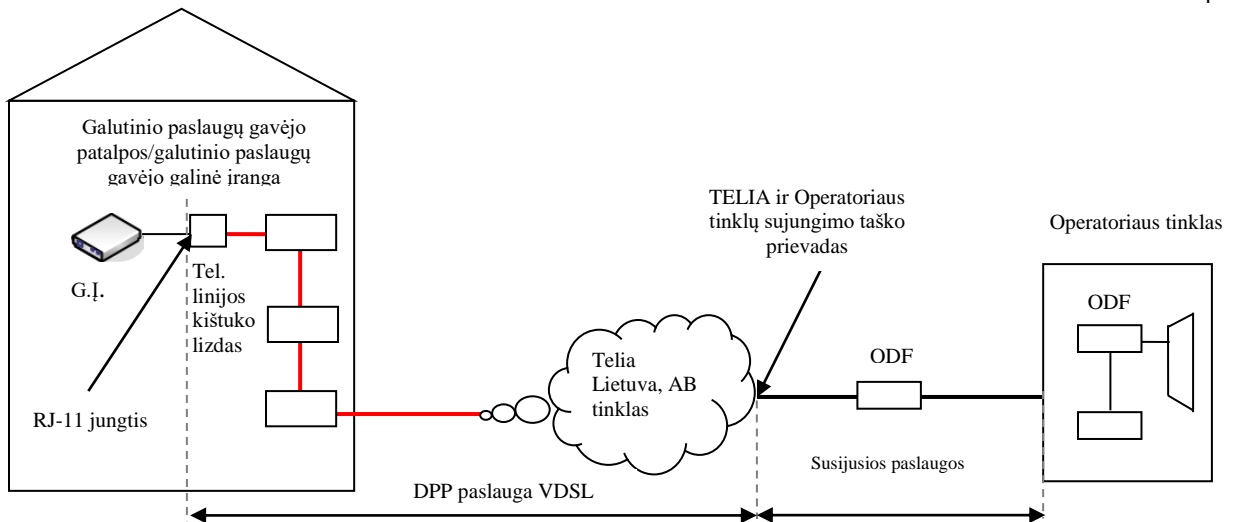 Galutinio paslaugų gavėjo
patalpos/galutinio paslaugų
gavėjo galinė įranga
TELIA ir Operatoriaus
tinklų sujungimo taško
prievadas
Operatoriaus tinklas
G.Į.
Tel.
linijos
kištuko
lizdas
ODF
Telia
Lietuva, AB
tinklas
ODF
RJ-11 jungtis
Susijusios paslaugos
DPP paslauga VDSL